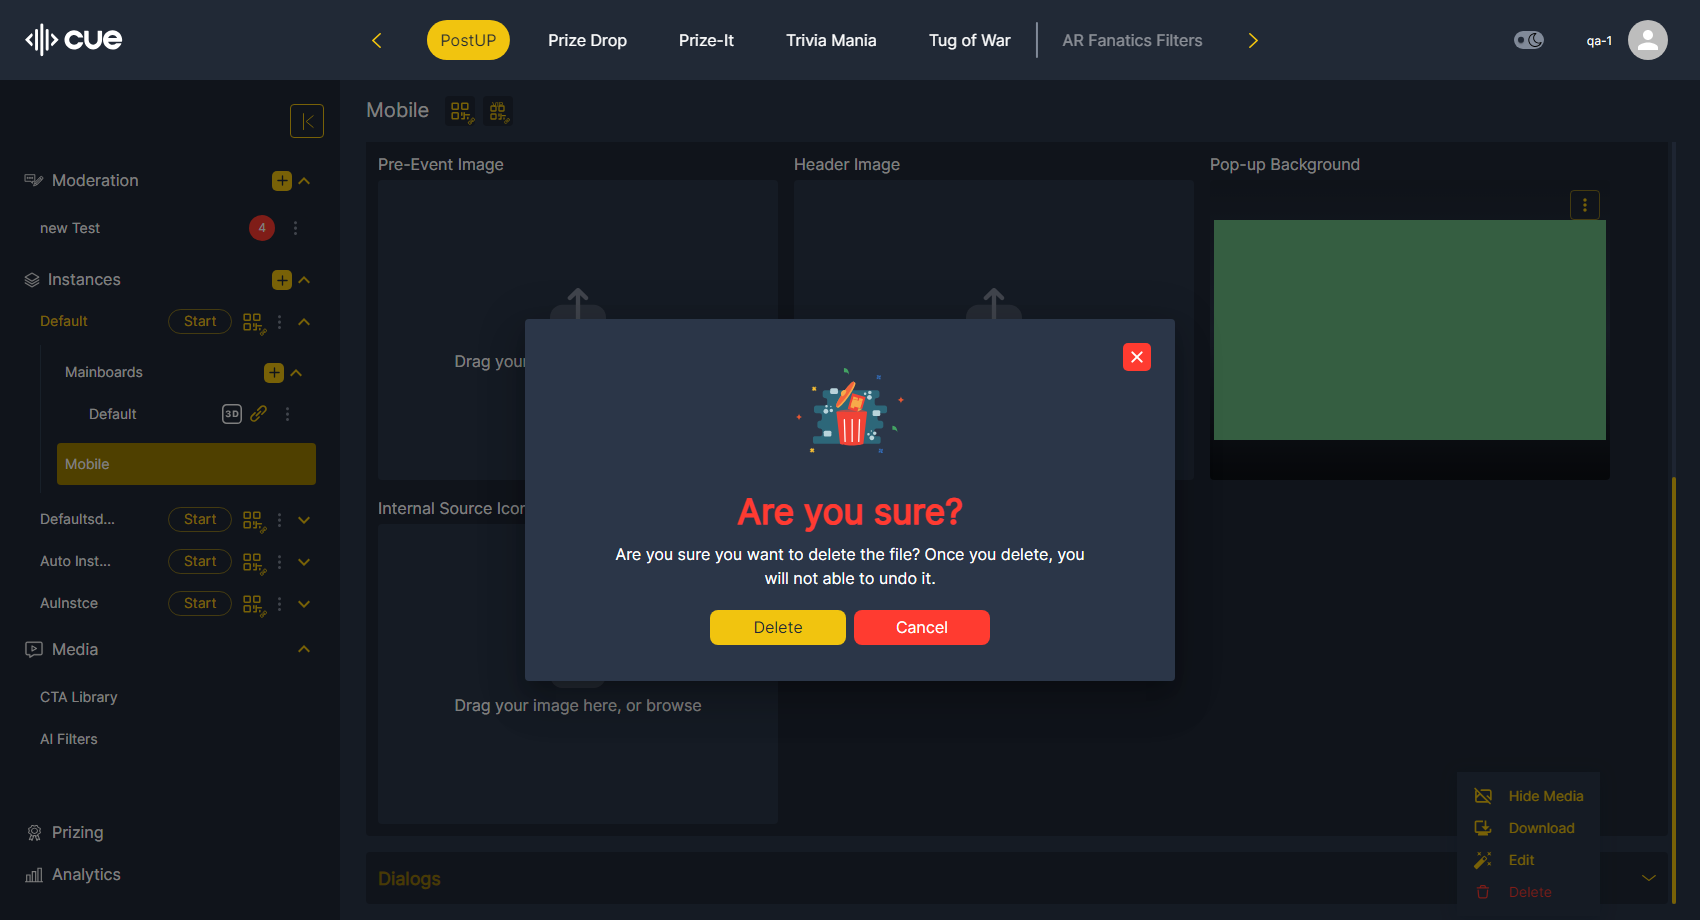 cue
PostUP
Prize Drop
Prize-It
Trivia Mania
Tug of War
AR Fanatics Filters
qa-1
Moderation
new Test
4
Instances
Default
Start
Mainboards
Default
3D
Mobile
Defaultsd...
Start
Auto Inst...
Start
AuInstce
Start
Media
CTA Library
AI Filters
Prizing
Analytics
Mobile
Pre-Event Image
Header Image
Pop-up Background
Drag your
Internal Source Icon
Drag your image here, or browse
Are you sure?
Are you sure you want to delete the file? Once you delete, you
will not able to undo it.
Delete
Cancel
Hide Media
Download
Edit
Delete
Dialogs